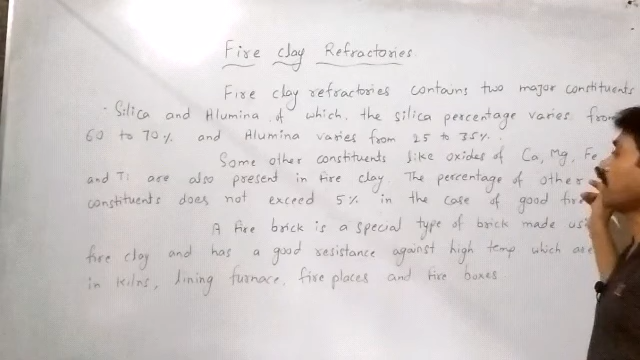 Fire clay Refractories
Fire clay refractories contains two major constituents
Silica and Alumina of which, the silica percentage varies from
60 to 70% and Alumina varies from 25 to 35%.
Some other constituents like oxides of Ca, Mg, Fe
and Ti are also present in fire clay. The percentage of other
constituents does not exceed 5% in the case of good fire
A fire brick is a special type of brick made us
fire clay and has a good resistance against high temp which are
in kilns, lining furnace, fire places and fire boxes.